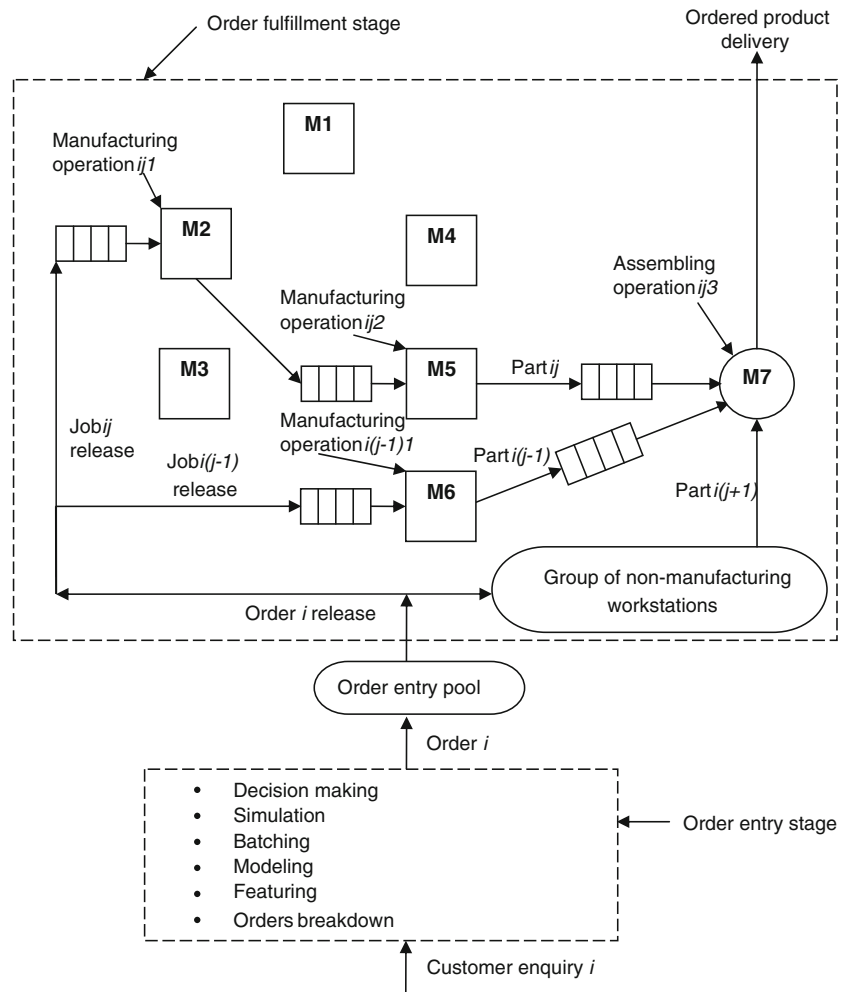 Order fulfillment stage
Ordered product
delivery
M1
Manufacturing
operation ij1
M2
M4
Assembling
operation ij3
Manufacturing
operation ij2
M3
M5
Part ij
M7
Job ij
release
Manufacturing
operation i(j-1)1
Job i(j-1)
release
Part i(j-1)
M6
Part i(j+1)
Group of non-manufacturing
workstations
Order i release
Order entry pool
Order i
• Decision making
• Simulation
• Batching
• Modeling
• Featuring
• Orders breakdown
Order entry stage
Customer enquiry i